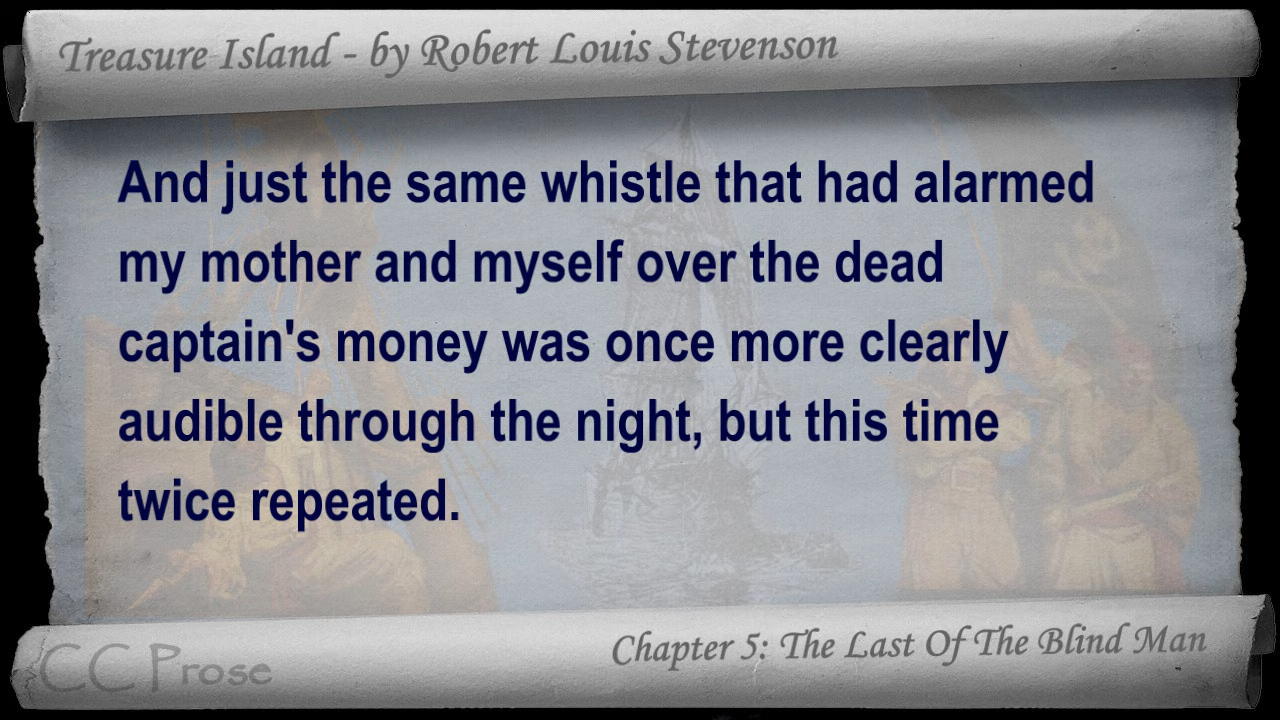 Treasure Island - by Robert Louis Stevenson
And just the same whistle that had alarmed
my mother and myself over the dead
captain's money was once more clearly
audible through the night, but this time
twice repeated.
Chapter 5: The Last Of The Blind Man
CC Prose